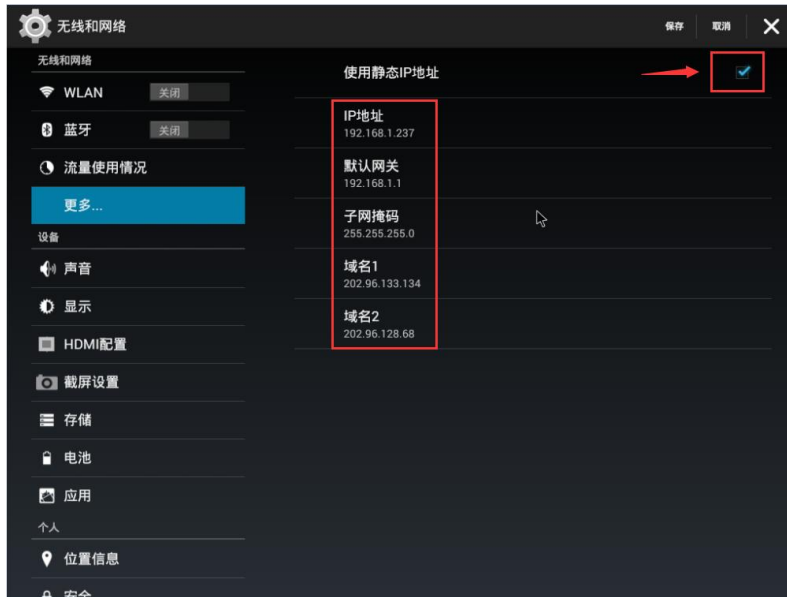 无线和网络
保存
取消
无线和网络
WLAN
关闭
蓝牙
关闭
流量使用情况
更多...
设备
声音
显示
HDMI配置
截屏设置
存储
电池
应用
个人
位置信息
安全
使用静态IP地址
IP地址
192.168.1.237
默认网关
192.168.1.1
子网掩码
255.255.255.0
域名1
202.96.133.134
域名2
202.96.128.68